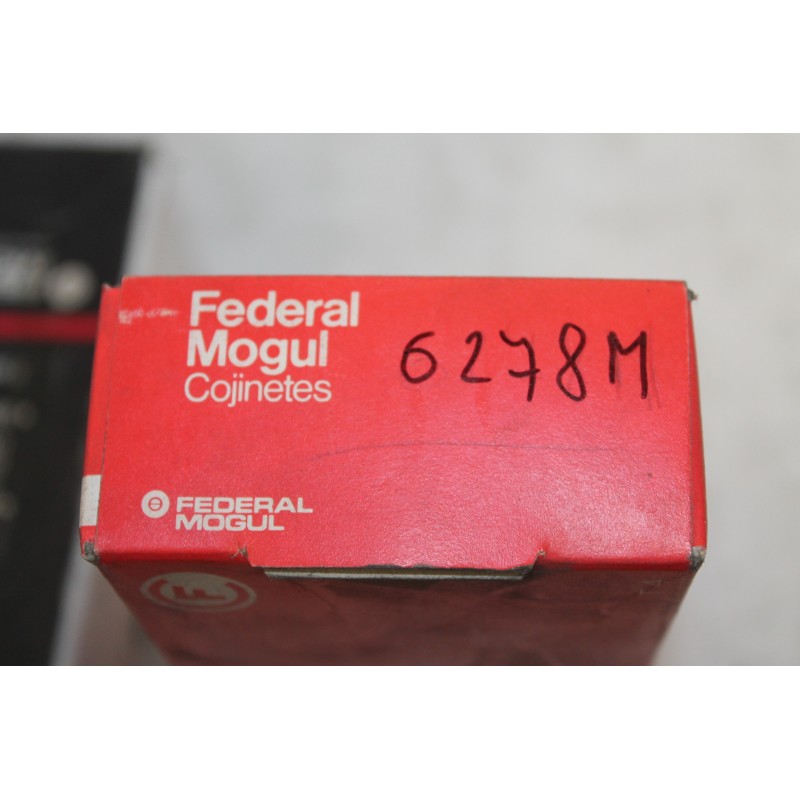 Federal
Mogul
Cojinetes
6278M
FEDERAL
MOGUL
F